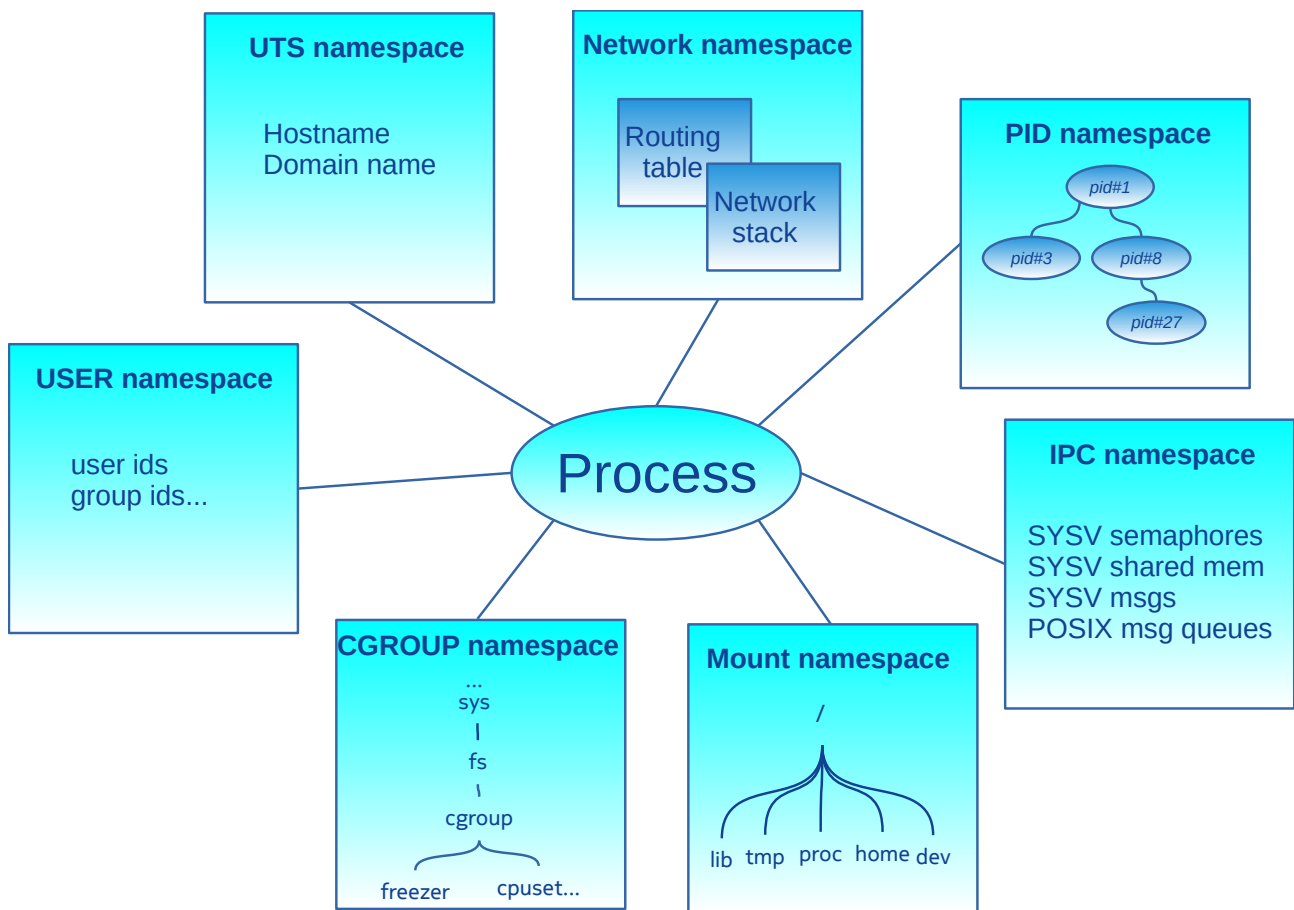 UTS namespace
Hostname
Domain name
Network namespace
Routing
table
Network
stack
PID namespace
pid#1
pid#3
pid#8
pid#27
USER namespace
user ids
group ids...
Process
IPC namespace
SYSV semaphores
SYSV shared mem
SYSV msgs
POSIX msg queues
CGROUP namespace
...
sys
fs
cgroup
freezer
cpuset...
Mount namespace
/
lib tmp proc home dev